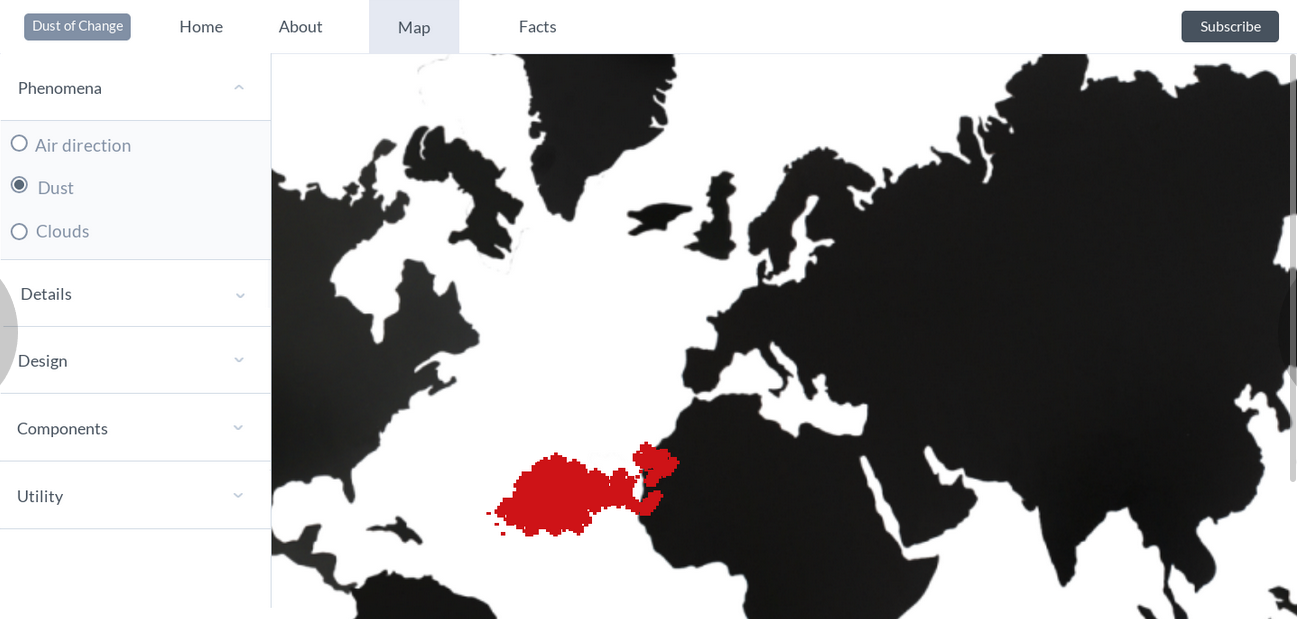 Dust of Change
Home
About
Map
Facts
Subscribe
Phenomena
Air direction
Dust
Clouds
Details
Design
Components
Utility